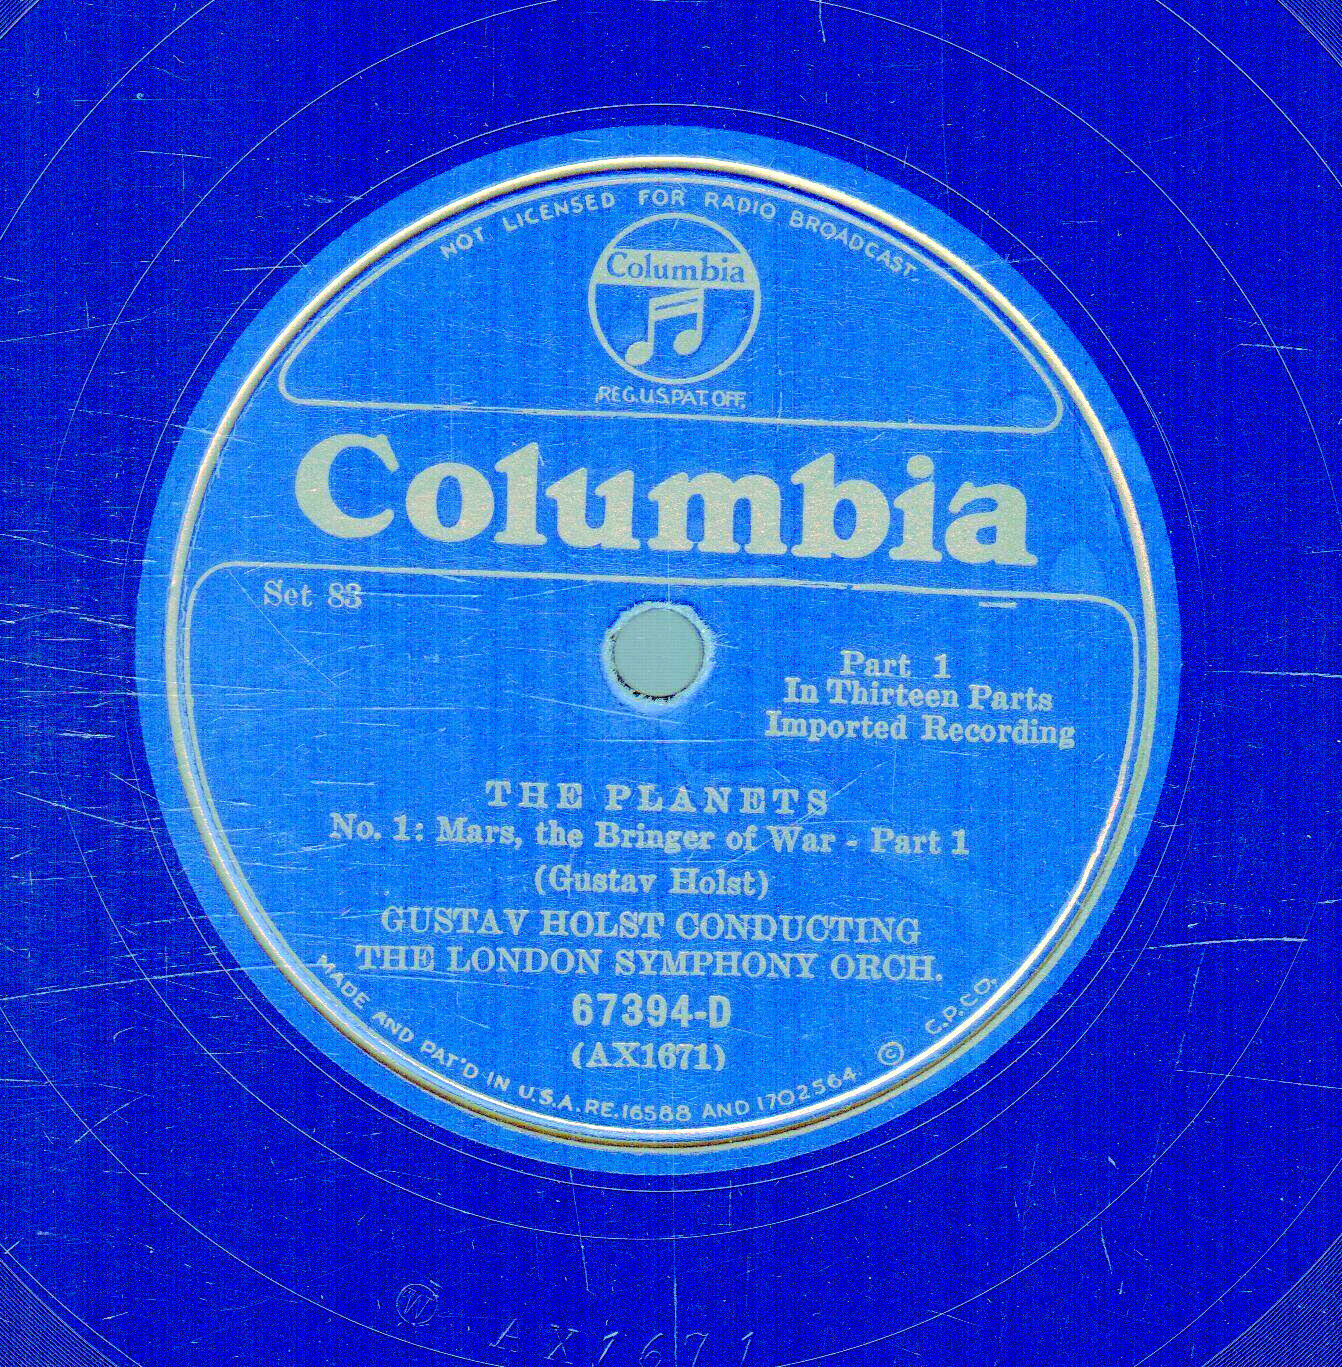 NOT LICENSED FOR RADIO BROADCAST
Columbia
REG.U.S.PAT.OFF.
Columbia
Set 83
Part 1
In Thirteen Parts
Imported Recording
THE PLANETS
No. 1: Mars, the Bringer of War - Part 1
(Gustav Holst)
GUSTAV HOLST CONDUCTING
THE LONDON SYMPHONY ORCH.
67394-D
(AX1671)
MADE AND PAT'D IN U.S.A. RE.16588 AND 1702564. © C.P.CO.
W AX1671